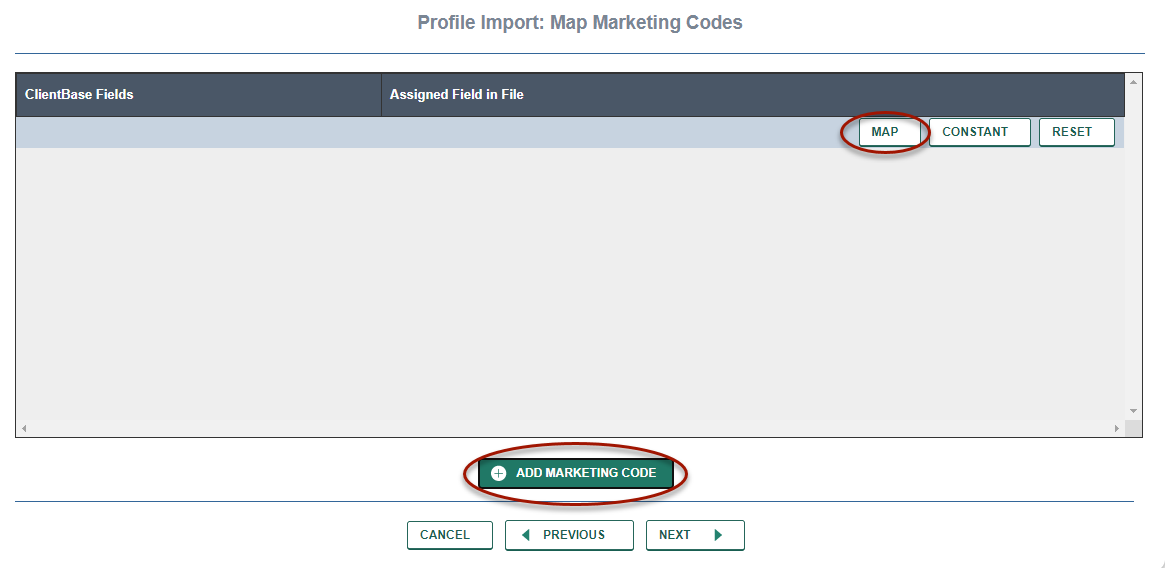 Profile Import: Map Marketing Codes
ClientBase Fields Assigned Field in File
MAP CONSTANT RESET
ADD MARKETING CODE
CANCEL PREVIOUS NEXT